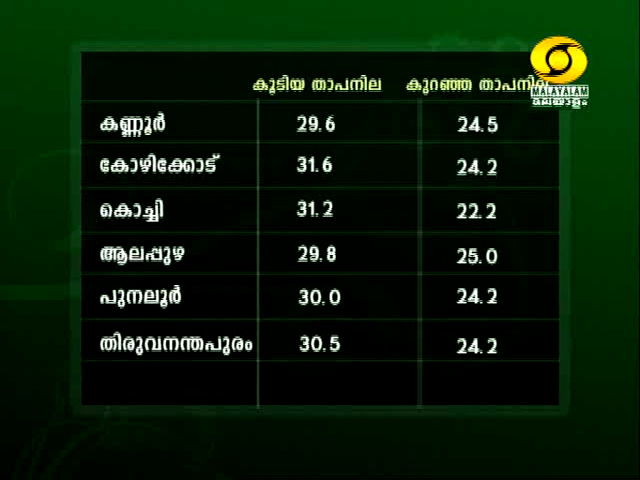 കൂടിയ താപനില കുറഞ്ഞ താപനില
MALAYALAM
മലയാളം
കണ്ണൂർ 29.6 24.5
കോഴിക്കോട് 31.6 24.2
കൊച്ചി 31.2 22.2
ആലപ്പുഴ 29.8 25.0
പുനലൂർ 30.0 24.2
തിരുവനന്തപുരം 30.5 24.2